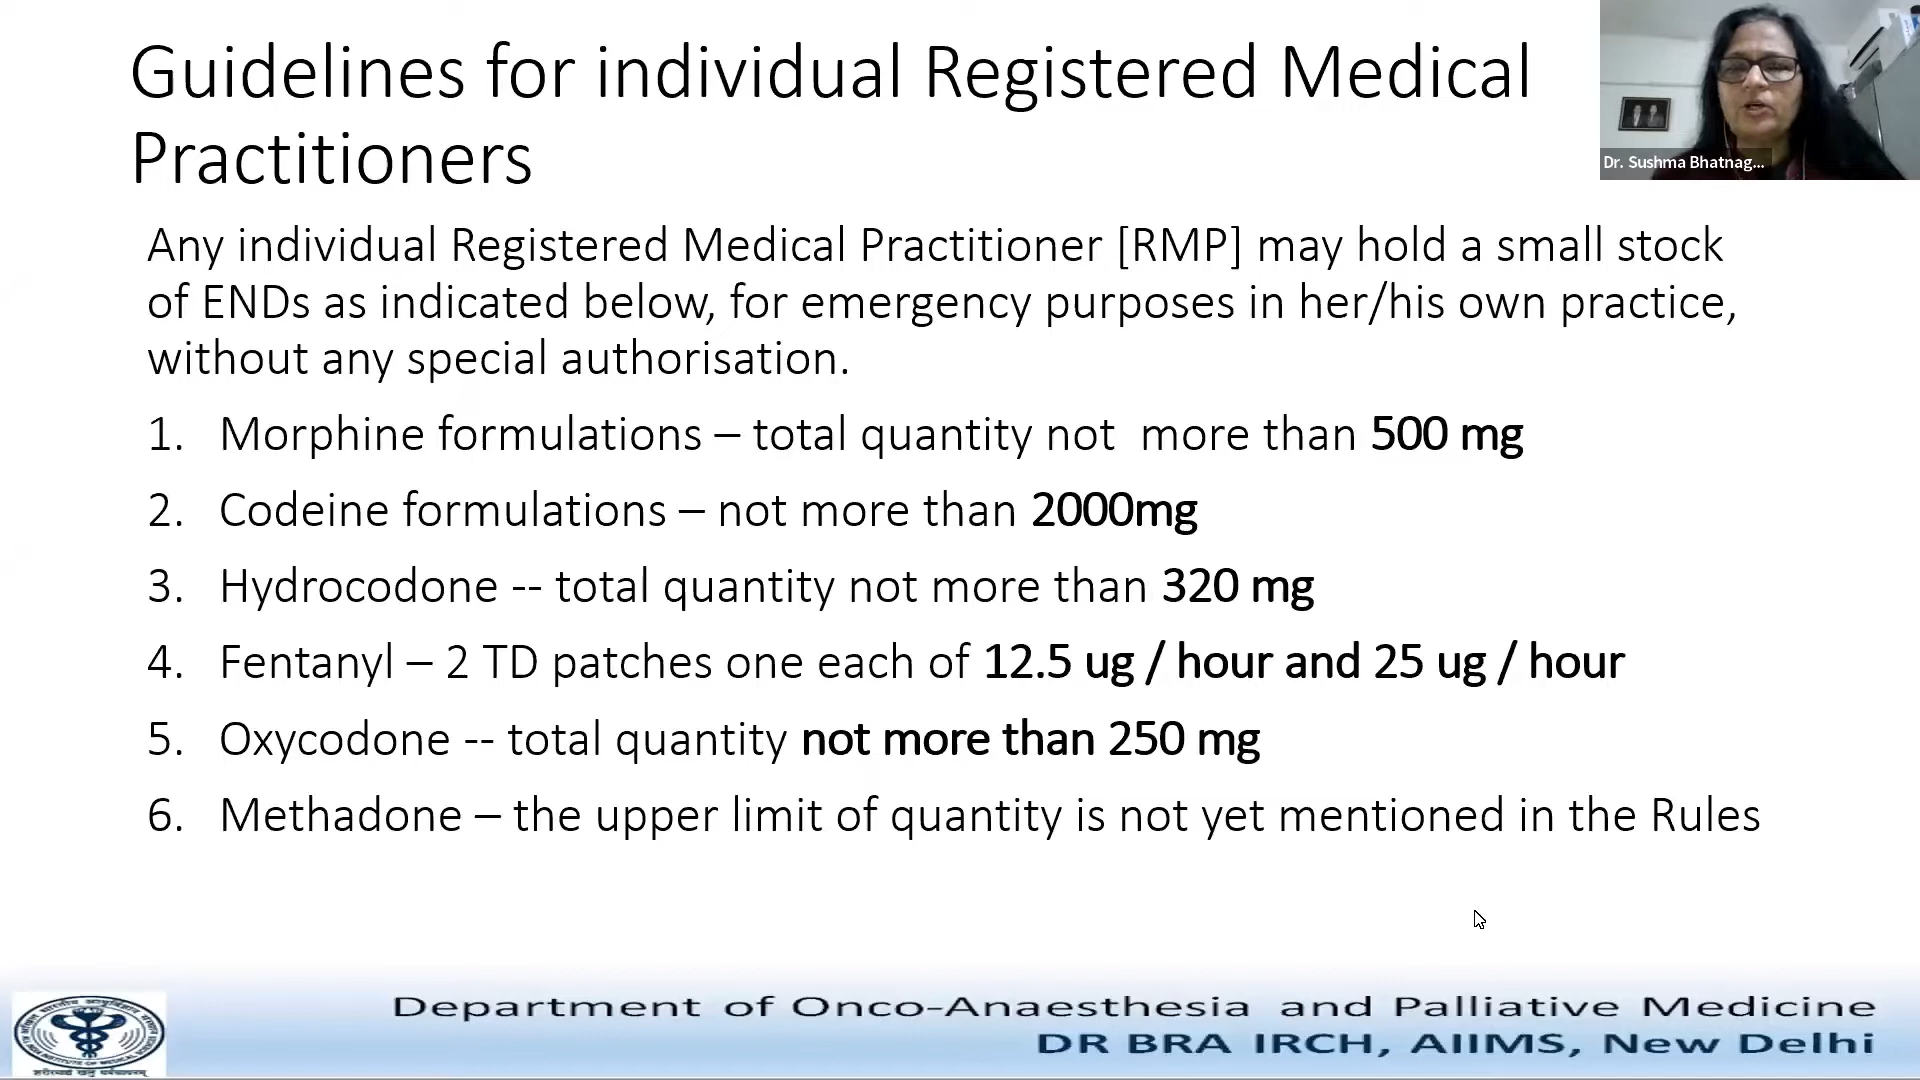 Guidelines for individual Registered Medical
Practitioners
Dr. Sushma Bhatnag...
Any individual Registered Medical Practitioner [RMP] may hold a small stock
of ENDs as indicated below, for emergency purposes in her/his own practice,
without any special authorisation.
1. Morphine formulations – total quantity not more than 500 mg
2. Codeine formulations – not more than 2000mg
3. Hydrocodone -- total quantity not more than 320 mg
4. Fentanyl – 2 TD patches one each of 12.5 ug / hour and 25 ug / hour
5. Oxycodone -- total quantity not more than 250 mg
6. Methadone – the upper limit of quantity is not yet mentioned in the Rules
Department of Onco-Anaesthesia and Palliative Medicine
DR BRA IRCH, AIIMS, New Delhi